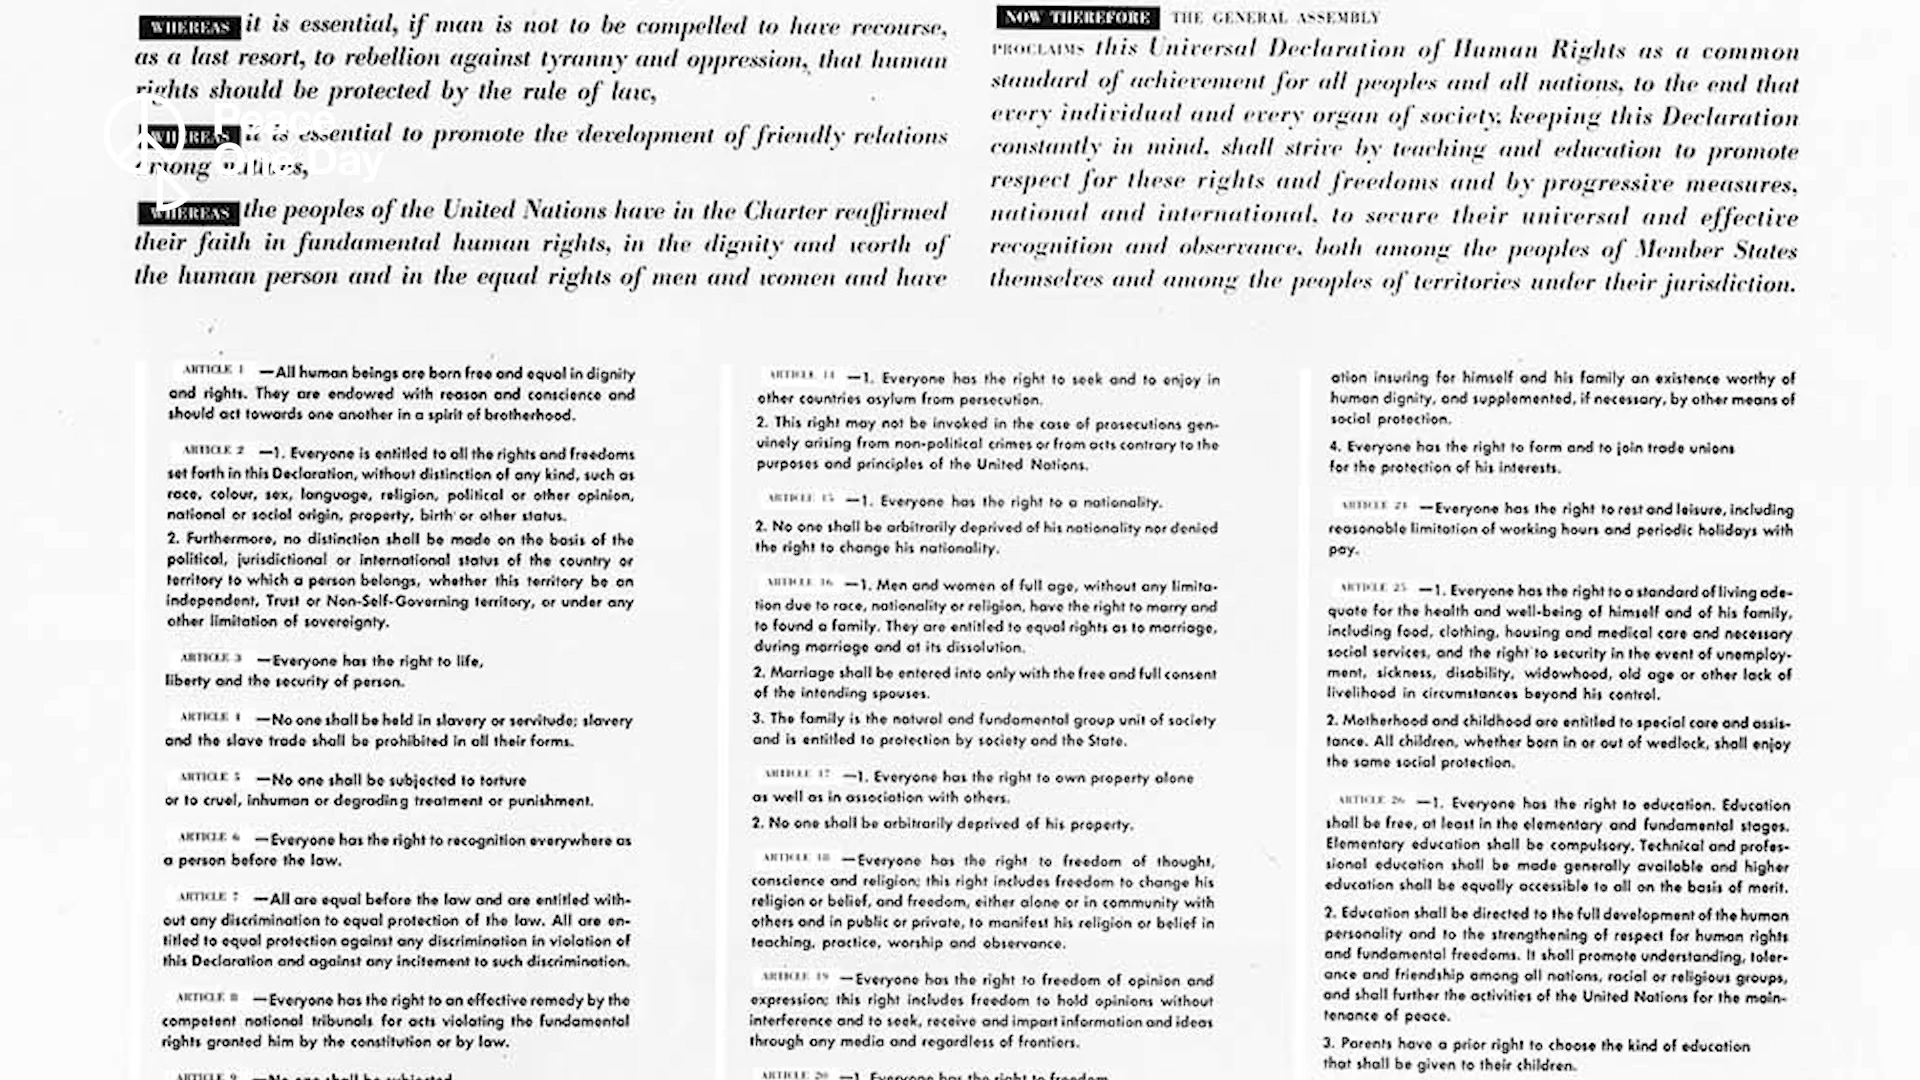 WHEREAS it is essential, if man is not to be compelled to have recourse,
as a last resort, to rebellion against tyranny and oppression, that human
rights should be protected by the rule of law,
WHEREAS it is essential to promote the development of friendly relations
among nations,
WHEREAS the peoples of the United Nations have in the Charter reaffirmed
their faith in fundamental human rights, in the dignity and worth of
the human person and in the equal rights of men and women and have
Peace
One Day
NOW THEREFORE THE GENERAL ASSEMBLY
PROCLAIMS this Universal Declaration of Human Rights as a common
standard of achievement for all peoples and all nations, to the end that
every individual and every organ of society, keeping this Declaration
constantly in mind, shall strive by teaching and education to promote
respect for these rights and freedoms and by progressive measures,
national and international, to secure their universal and effective
recognition and observance, both among the peoples of Member States
themselves and among the peoples of territories under their jurisdiction.
ARTICLE 1 —All human beings are born free and equal in dignity
and rights. They are endowed with reason and conscience and
should act towards one another in a spirit of brotherhood.
ARTICLE 2 —1. Everyone is entitled to all the rights and freedoms
set forth in this Declaration, without distinction of any kind, such as
race, colour, sex, language, religion, political or other opinion,
national or social origin, property, birth or other status.
2. Furthermore, no distinction shall be made on the basis of the
political, jurisdictional or international status of the country or
territory to which a person belongs, whether this territory be an
independent, Trust or Non-Self-Governing territory, or under any
other limitation of sovereignty.
ARTICLE 3 —Everyone has the right to life,
liberty and the security of person.
ARTICLE 4 —No one shall be held in slavery or servitude; slavery
and the slave trade shall be prohibited in all their forms.
ARTICLE 5 —No one shall be subjected to torture
or to cruel, inhuman or degrading treatment or punishment.
ARTICLE 6 —Everyone has the right to recognition everywhere as
a person before the law.
ARTICLE 7 —All are equal before the law and are entitled with-
out any discrimination to equal protection of the law. All are en-
titled to equal protection against any discrimination in violation of
this Declaration and against any incitement to such discrimination.
ARTICLE 8 —Everyone has the right to an effective remedy by the
competent national tribunals for acts violating the fundamental
rights granted him by the constitution or by law.
ARTICLE 9 —No one shall be subjected
ARTICLE 14 —1. Everyone has the right to seek and to enjoy in
other countries asylum from persecution.
2. This right may not be invoked in the case of prosecutions gen-
uinely arising from non-political crimes or from acts contrary to the
purposes and principles of the United Nations.
ARTICLE 15 —1. Everyone has the right to a nationality.
2. No one shall be arbitrarily deprived of his nationality nor denied
the right to change his nationality.
ARTICLE 16 —1. Men and women of full age, without any limita-
tion due to race, nationality or religion, have the right to marry and
to found a family. They are entitled to equal rights as to marriage,
during marriage and at its dissolution.
2. Marriage shall be entered into only with the free and full consent
of the intending spouses.
3. The family is the natural and fundamental group unit of society
and is entitled to protection by society and the State.
ARTICLE 17 —1. Everyone has the right to own property alone
as well as in association with others.
2. No one shall be arbitrarily deprived of his property.
ARTICLE 18 —Everyone has the right to freedom of thought,
conscience and religion; this right includes freedom to change his
religion or belief, and freedom, either alone or in community with
others and in public or private, to manifest his religion or belief in
teaching, practice, worship and observance.
ARTICLE 19 —Everyone has the right to freedom of opinion and
expression; this right includes freedom to hold opinions without
interference and to seek, receive and impart information and ideas
through any media and regardless of frontiers.
ARTICLE 20 —1. Everyone has the right to freedom
ation insuring for himself and his family an existence worthy of
human dignity, and supplemented, if necessary, by other means of
social protection.
4. Everyone has the right to form and to join trade unions
for the protection of his interests.
ARTICLE 24 —Everyone has the right to rest and leisure, including
reasonable limitation of working hours and periodic holidays with
pay.
ARTICLE 25 —1. Everyone has the right to a standard of living ade-
quate for the health and well-being of himself and of his family,
including food, clothing, housing and medical care and necessary
social services, and the right to security in the event of unemploy-
ment, sickness, disability, widowhood, old age or other lack of
livelihood in circumstances beyond his control.
2. Motherhood and childhood are entitled to special care and assis-
tance. All children, whether born in or out of wedlock, shall enjoy
the same social protection.
ARTICLE 26 —1. Everyone has the right to education. Education
shall be free, at least in the elementary and fundamental stages.
Elementary education shall be compulsory. Technical and profes-
sional education shall be made generally available and higher
education shall be equally accessible to all on the basis of merit.
2. Education shall be directed to the full development of the human
personality and to the strengthening of respect for human rights
and fundamental freedoms. It shall promote understanding, toler-
ance and friendship among all nations, racial or religious groups,
and shall further the activities of the United Nations for the main-
tenance of peace.
3. Parents have a prior right to choose the kind of education
that shall be given to their children.